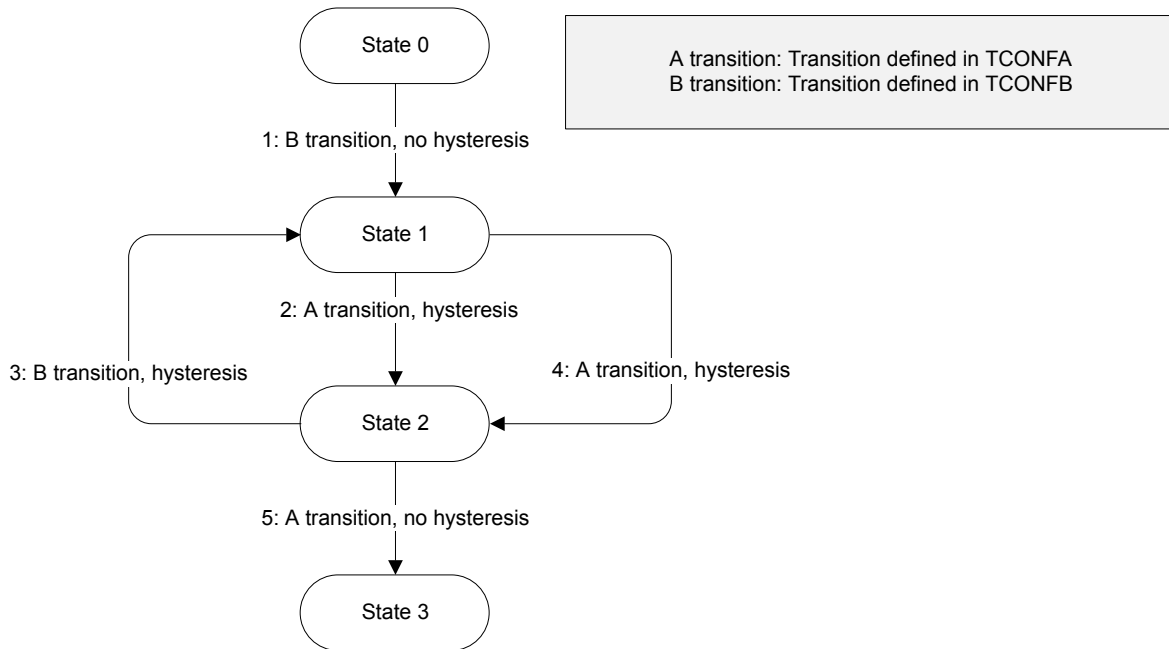 State 0
A transition: Transition defined in TCONFA
B transition: Transition defined in TCONFB
1: B transition, no hysteresis
State 1
2: A transition, hysteresis
3: B transition, hysteresis
4: A transition, hysteresis
State 2
5: A transition, no hysteresis
State 3